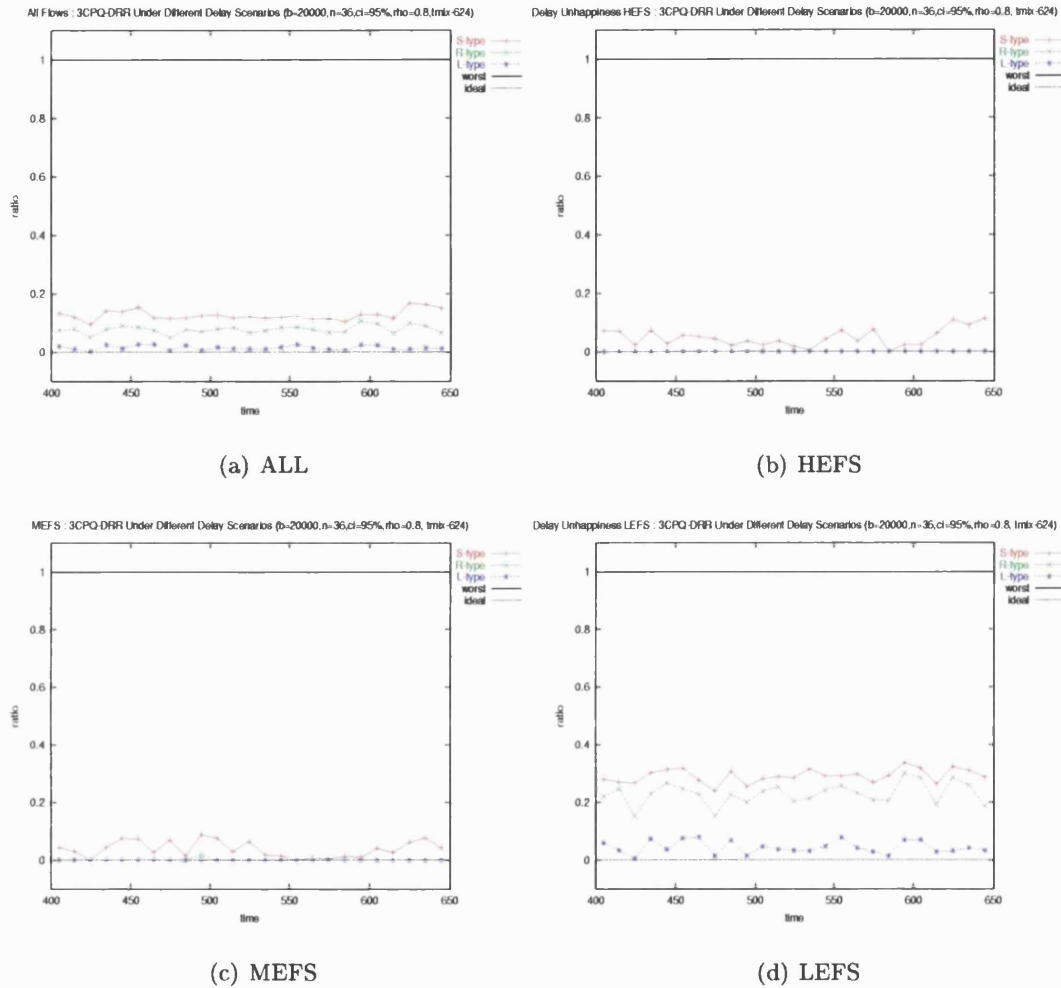 All Flows : 3CPQ-DRR Under Different Delay Scenarios (b=20000,n=36,ci=95%,rho=0.8,tmix-624)
S-type
R-type
L-type
worst
ideal
1
0.8
0.6
0.4
0.2
0
ratio
400
450
500
550
600
650
time
(a) ALL
Delay Unhappiness HEFS : 3CPQ-DRR Under Different Delay Scenarios (b=20000,n=36,ci=95%,rho=0.8, tmix-624)
S-type
R-type
L-type
worst
ideal
1
0.8
0.6
0.4
0.2
0
ratio
400
450
500
550
600
650
time
(b) HEFS
MEFS : 3CPQ-DRR Under Different Delay Scenarios (b=20000,n=36,ci=95%,rho=0.8, tmix-624)
S-type
R-type
L-type
worst
ideal
1
0.8
0.6
0.4
0.2
0
ratio
400
450
500
550
600
650
time
(c) MEFS
Delay Unhappiness LEFS : 3CPQ-DRR Under Different Delay Scenarios (b=20000,n=36,ci=95%,rho=0.8, tmix-624)
S-type
R-type
L-type
worst
ideal
1
0.8
0.6
0.4
0.2
0
ratio
400
450
500
550
600
650
time
(d) LEFS